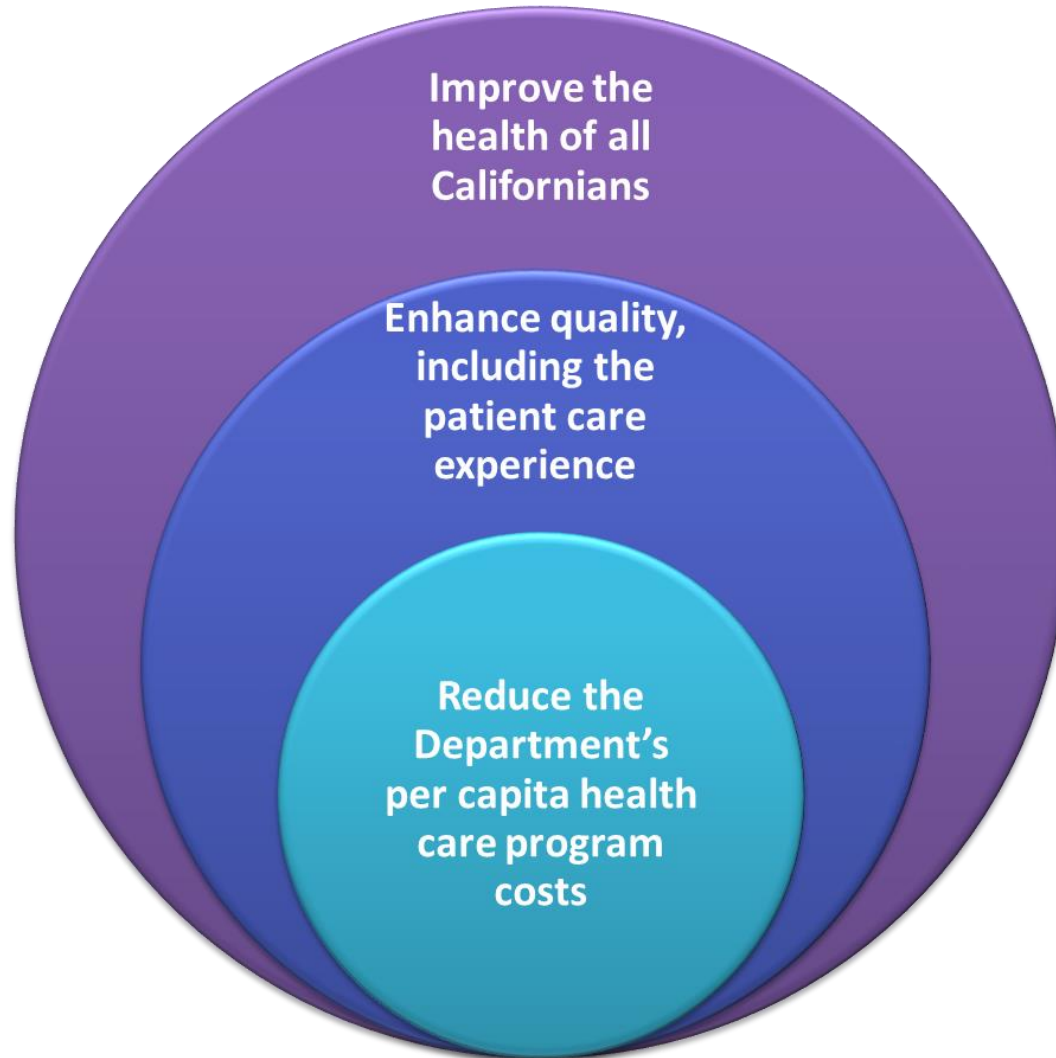 Improve the
health of all
Californians
Enhance quality,
including the
patient care
experience
Reduce the
Department’s
per capita health
care program
costs